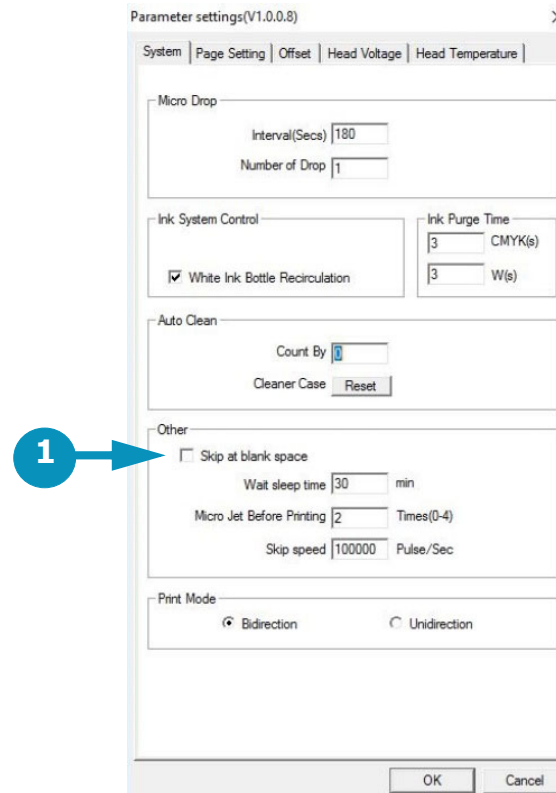 Parameter settings(V1.0.0.8)
System Page Setting Offset Head Voltage Head Temperature
Micro Drop
Interval(Secs) 180
Number of Drop 1
Ink System Control
White Ink Bottle Recirculation
Ink Purge Time
3 CMYK(s)
3 W(s)
Auto Clean
Count By 0
Cleaner Case Reset
Other
1
Skip at blank space
Wait sleep time 30 min
Micro Jet Before Printing 2 Times(0-4)
Skip speed 100000 Pulse/Sec
Print Mode
Bidirection Unidirection
OK Cancel